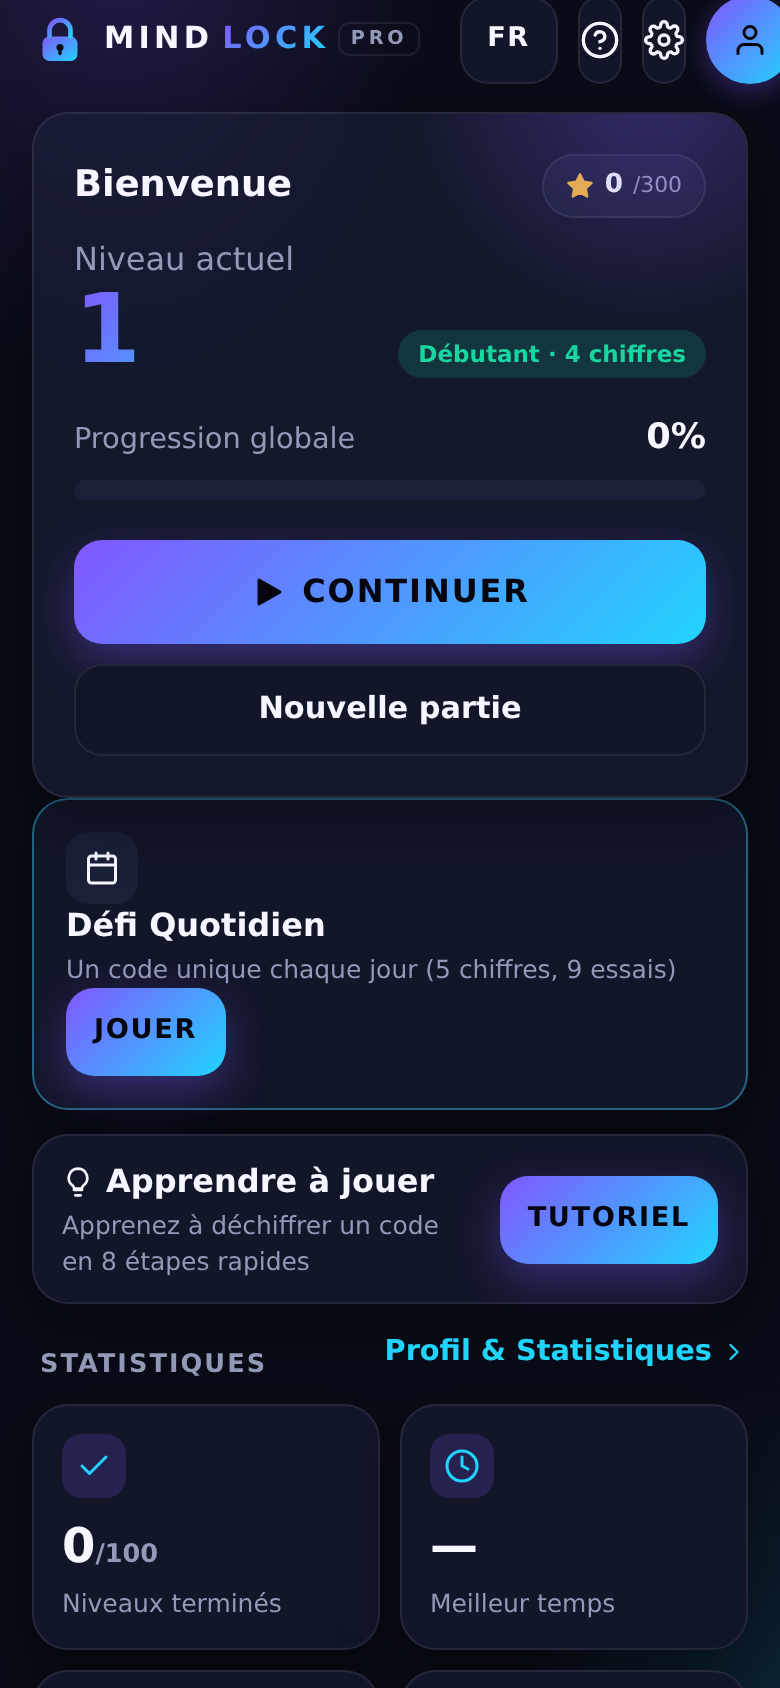 MIND LOCK PRO FR
Bienvenue
0 /300
Niveau actuel
1
Débutant · 4 chiffres
Progression globale
0%
CONTINUER
Nouvelle partie
Défi Quotidien
Un code unique chaque jour (5 chiffres, 9 essais)
JOUER
Apprendre à jouer
Apprenez à déchiffrer un code
en 8 étapes rapides
TUTORIEL
STATISTIQUES
Profil & Statistiques
0/100
Niveaux terminés
—
Meilleur temps